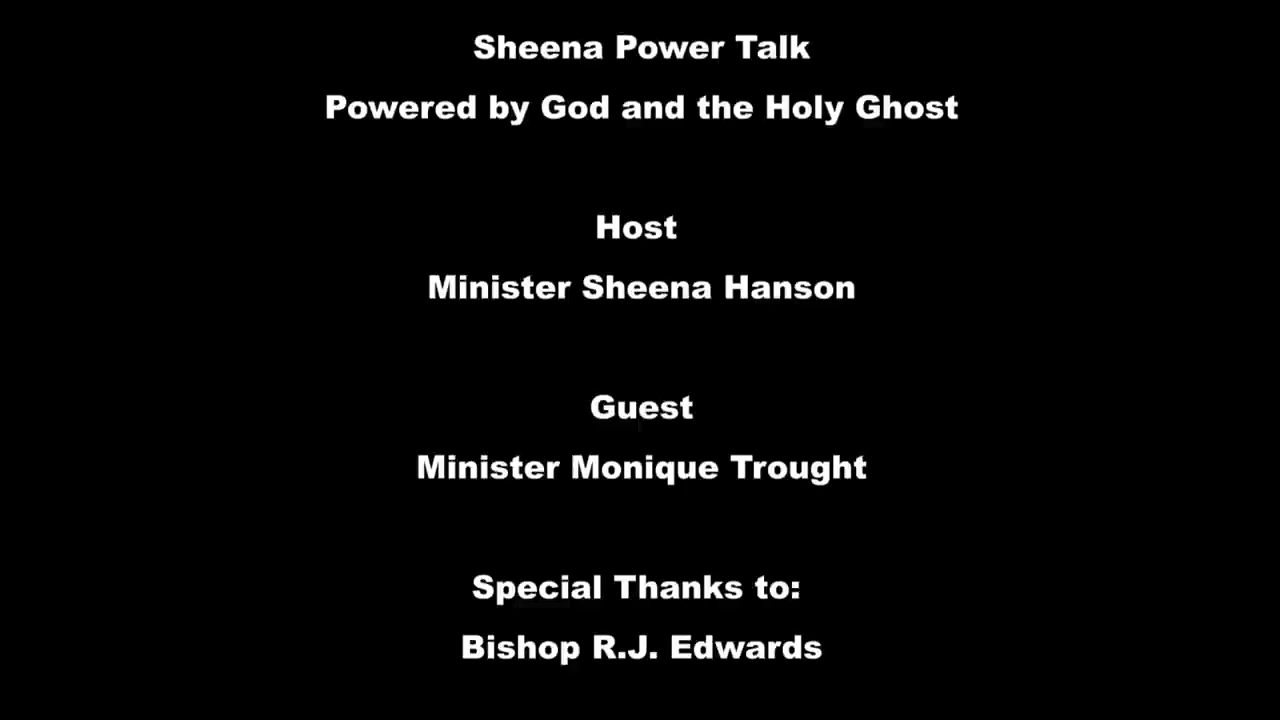 Sheena Power Talk
Powered by God and the Holy Ghost
Host
Minister Sheena Hanson
Guest
Minister Monique Trought
Special Thanks to:
Bishop R.J. Edwards